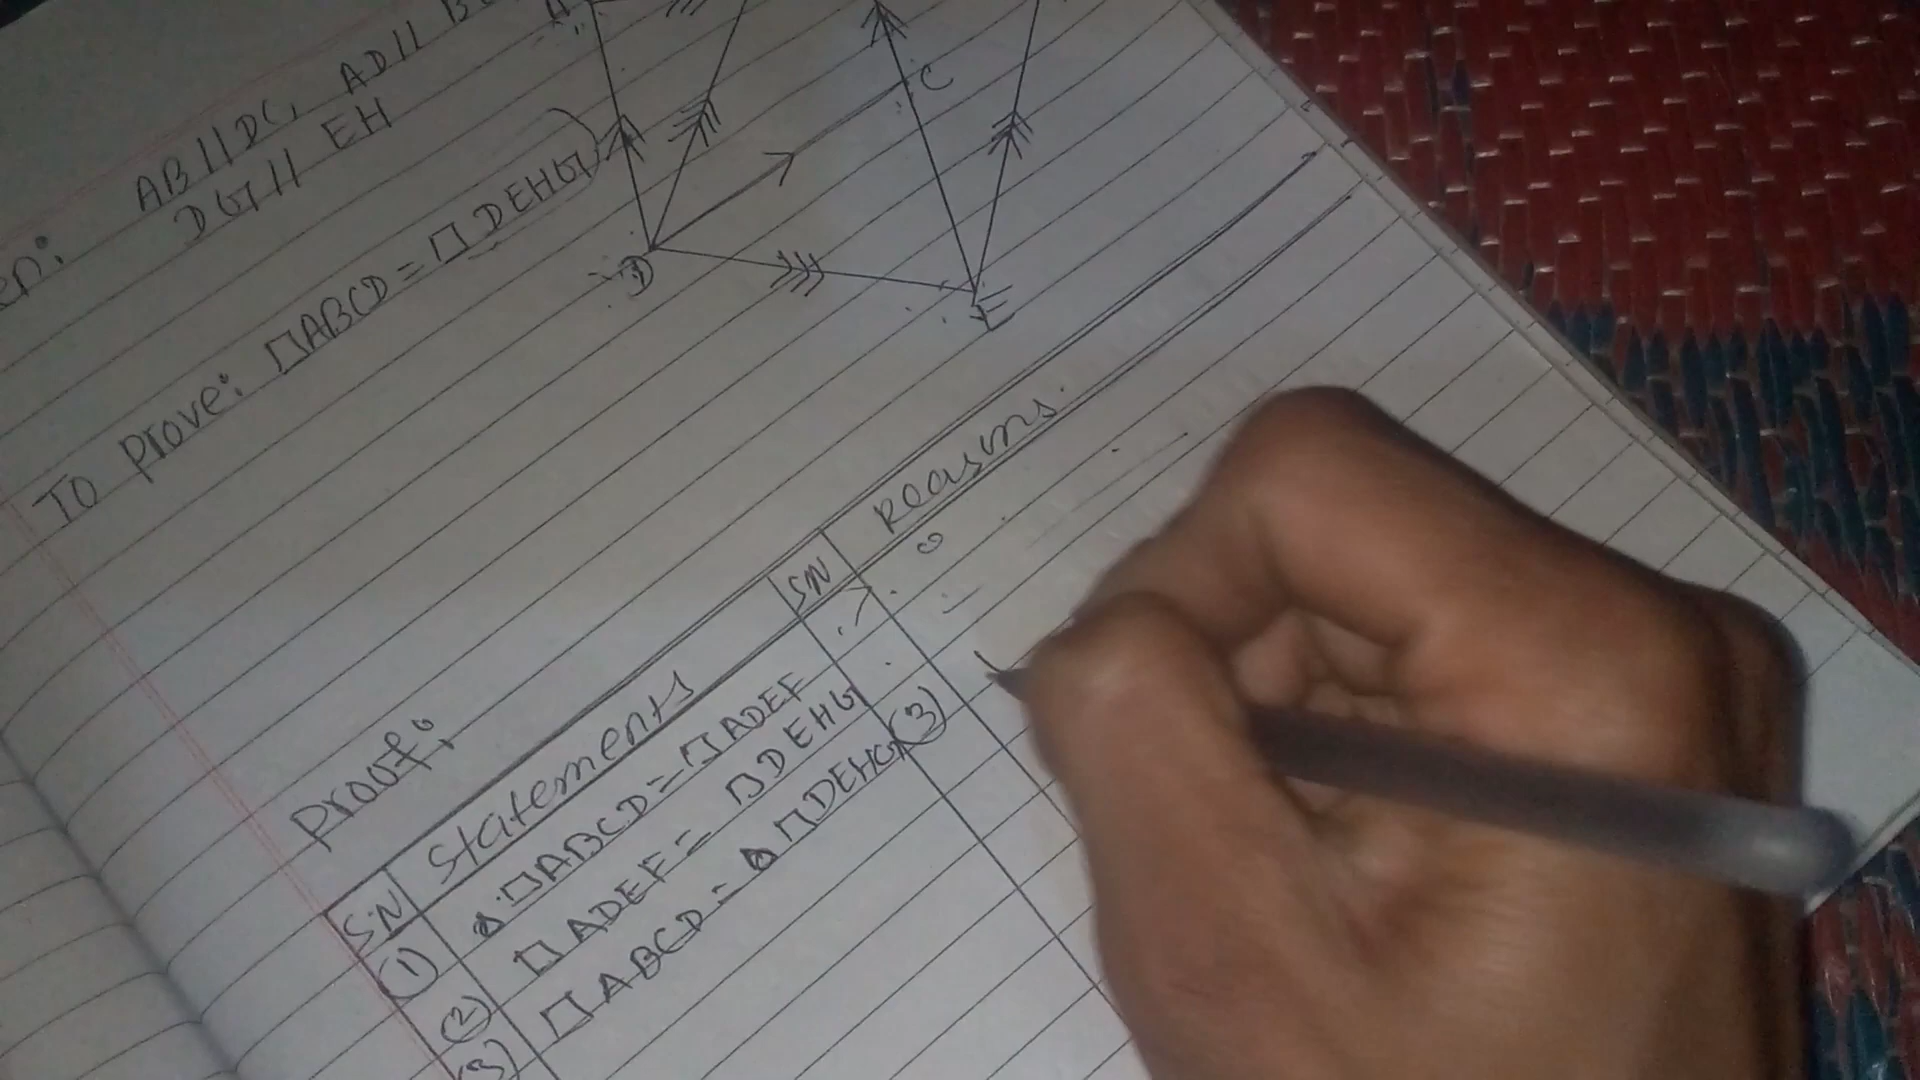 AB//DC, AD//
DG// EH
To prove: □ABCD = □DEHG
A
C
D
E
Proof:
S.N Statements S.N Reasons.
(1) □ABCD = □ADEF
(2) □ADEF = □DEHG
(3) □ABCD = □DEHG (3)